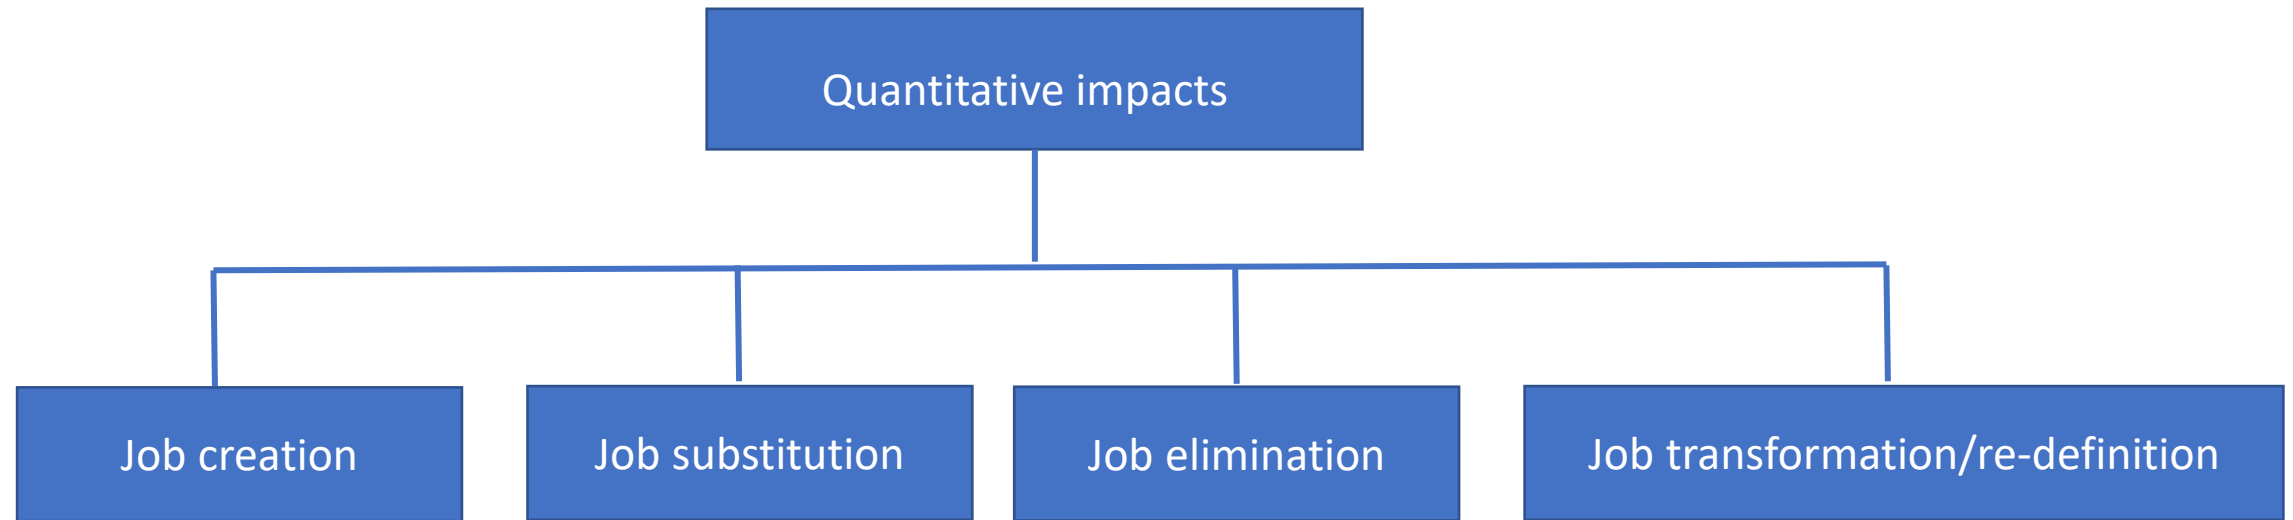 Quantitative impacts
Job creation
Job substitution
Job elimination
Job transformation/re-definition